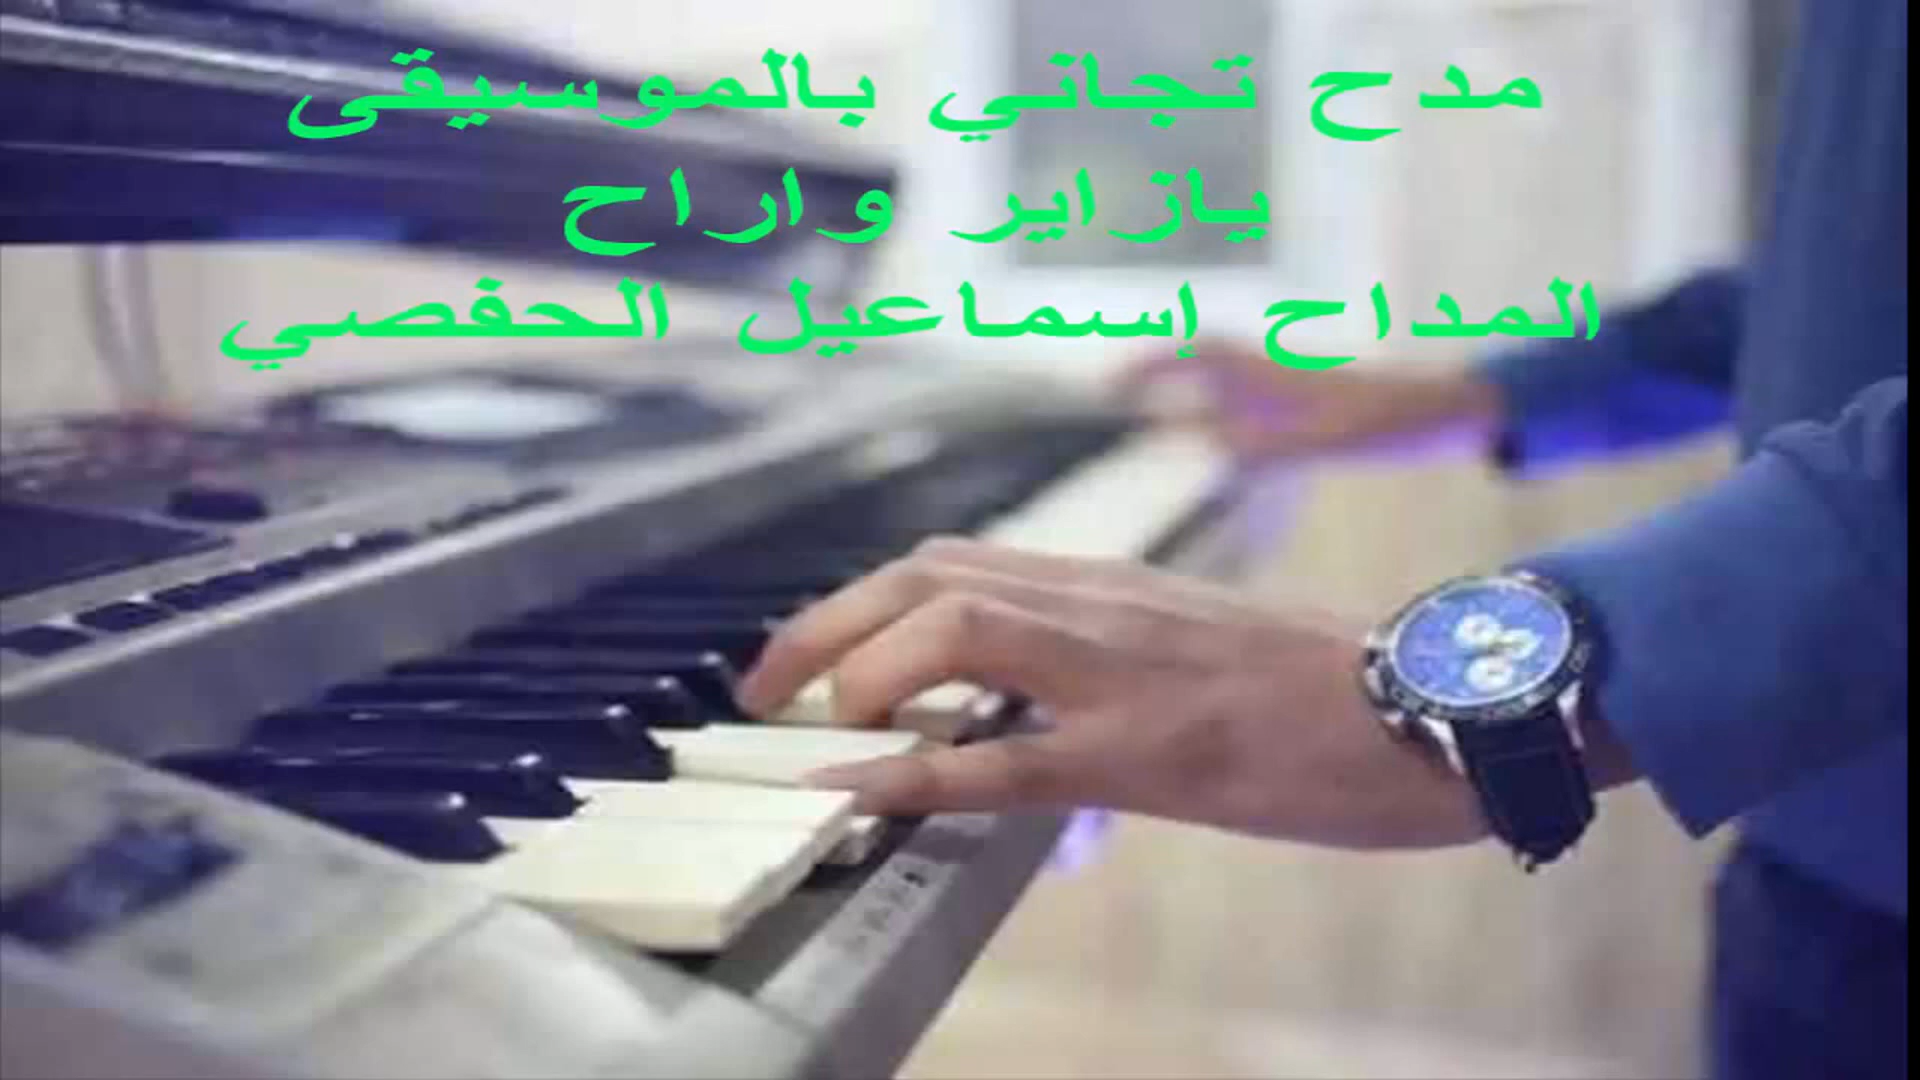 مدح تجاني بالموسيقى
يازاير واراح
المداح إسماعيل الحفصي